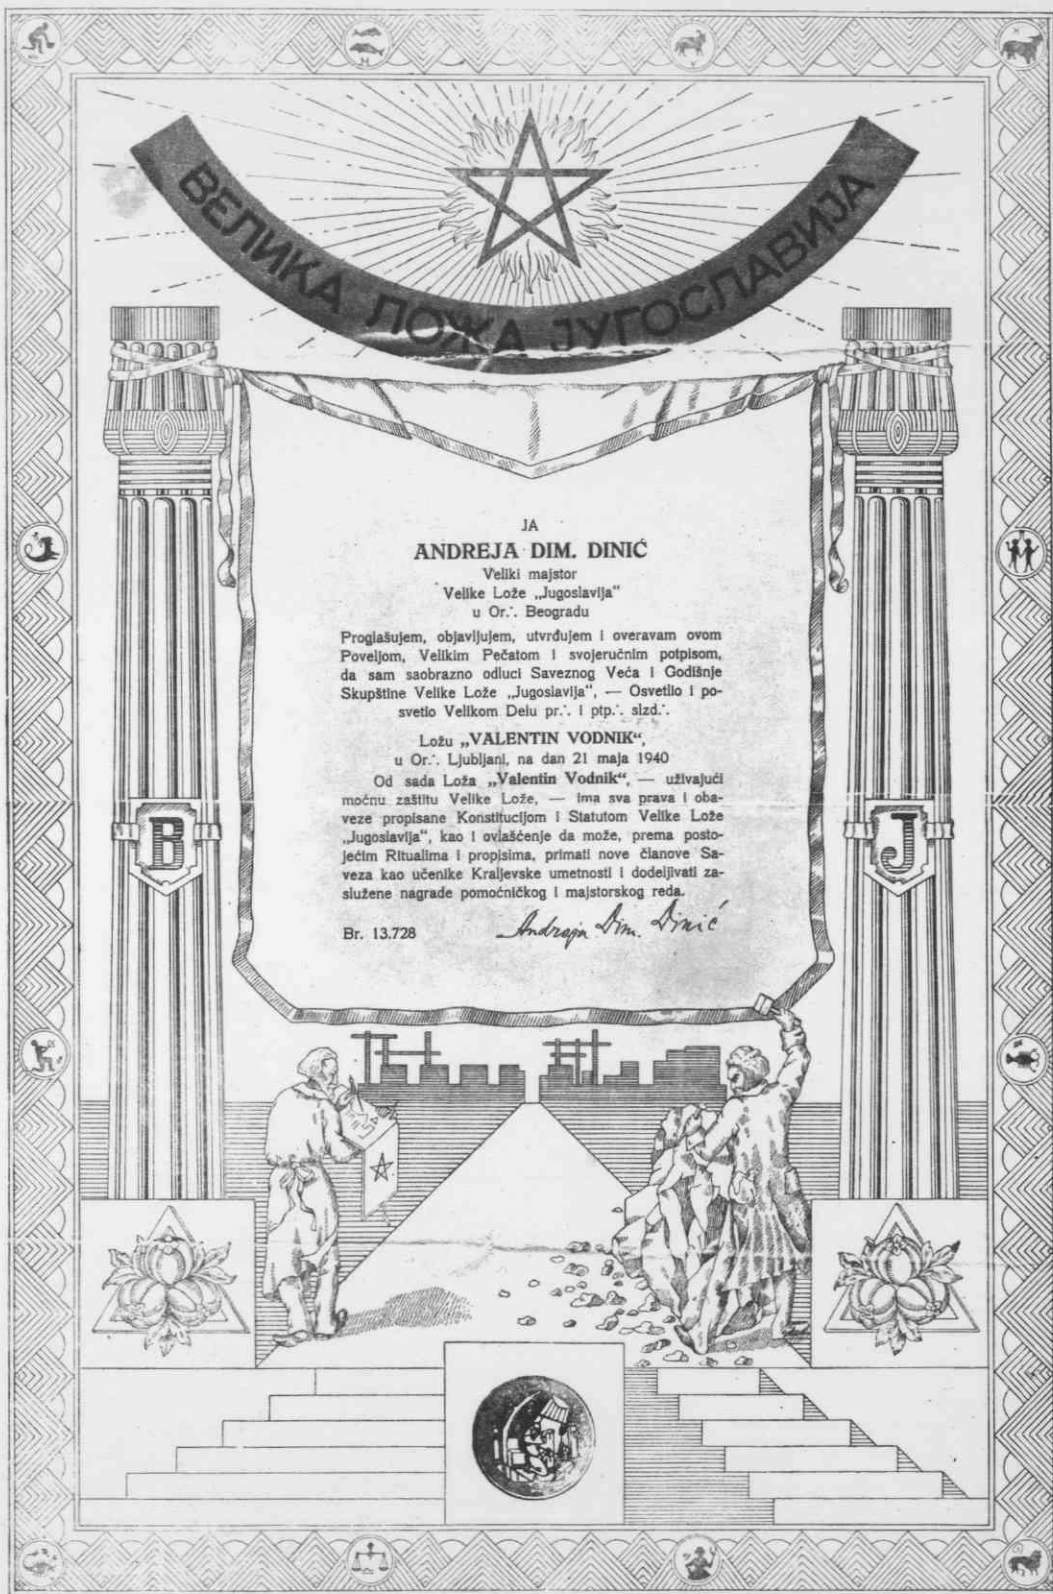 ВЕЛИКА ЛОЖА ЈУГОСЛАВИЈА
JA
ANDREJA DIM. DINIĆ
Veliki majstor
Velike Lože „Jugoslavija“
u Or.˙. Beogradu
Proglašujem, objavljujem, utvrđujem i overavam ovom
Poveljom, Velikim Pečatom i svojeručnim potpisom,
da sam saobrazno odluci Saveznog Veća i Godišnje
Skupštine Velike Lože „Jugoslavija“, — Osvetio i po-
svetio Velikom Delu pr.˙. i ptp.˙. slzd.˙.
Ložu „VALENTIN VODNIK“,
u Or.˙. Ljubljani, na dan 21 maja 1940
Od sada Loža „Valentin Vodnik“, — uživajući
moćnu zaštitu Velike Lože, — ima sva prava i oba-
veze propisane Konstitucijom i Statutom Velike Lože
„Jugoslavija“, kao i ovlašćenje da može, prema posto-
jećim Ritualima i propisima, primati nove članove Sa-
veza kao učenike Kraljevske umetnosti i dodeljivati za-
služene nagrade pomoćničkog i majstorskog reda.
Br. 13.728 Andreja Dim. Dinić
B
J